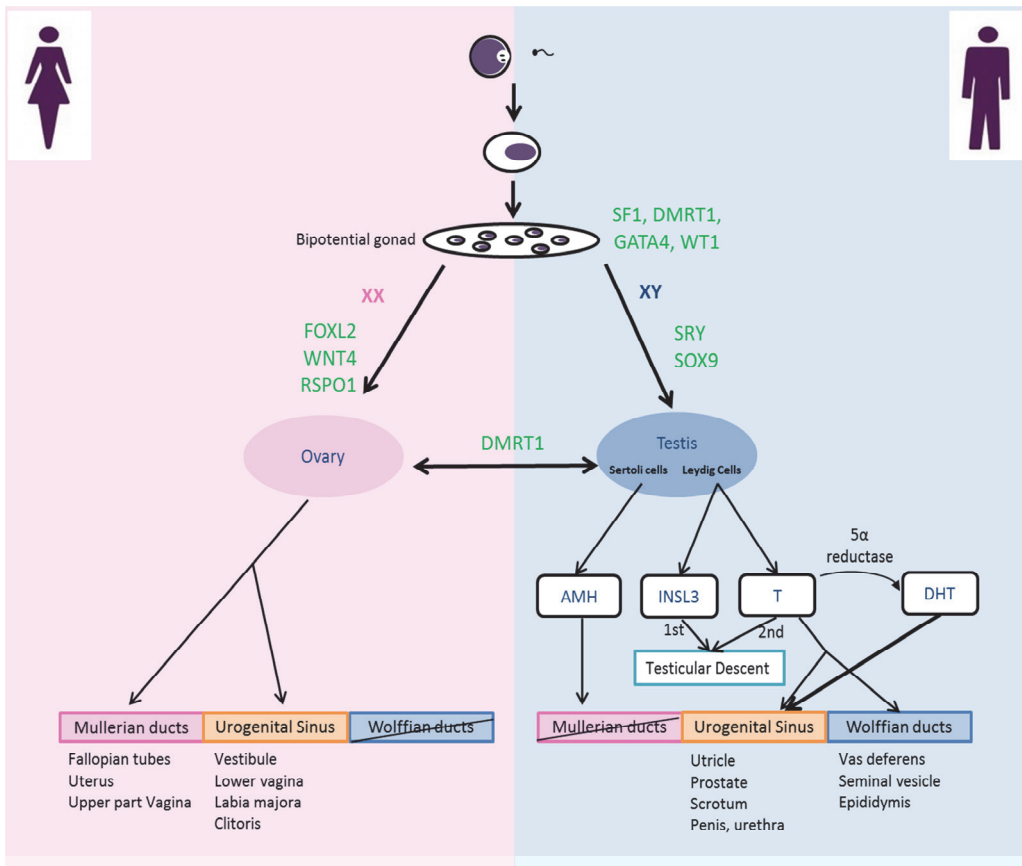 Bipotential gonad
SF1, DMRT1,
GATA4, WT1
XX
XY
FOXL2
WNT4
RSPO1
SRY
SOX9
Ovary
DMRT1
Testis
Sertoli cells
Leydig Cells
5α
reductase
AMH
INSL3
T
DHT
1st
2nd
Testicular Descent
Mullerian ducts
Urogenital Sinus
Wolffian ducts
Fallopian tubes
Uterus
Upper part Vagina
Vestibule
Lower vagina
Labia majora
Clitoris
Mullerian ducts
Urogenital Sinus
Wolffian ducts
Utricle
Prostate
Scrotum
Penis, urethra
Vas deferens
Seminal vesicle
Epididymis